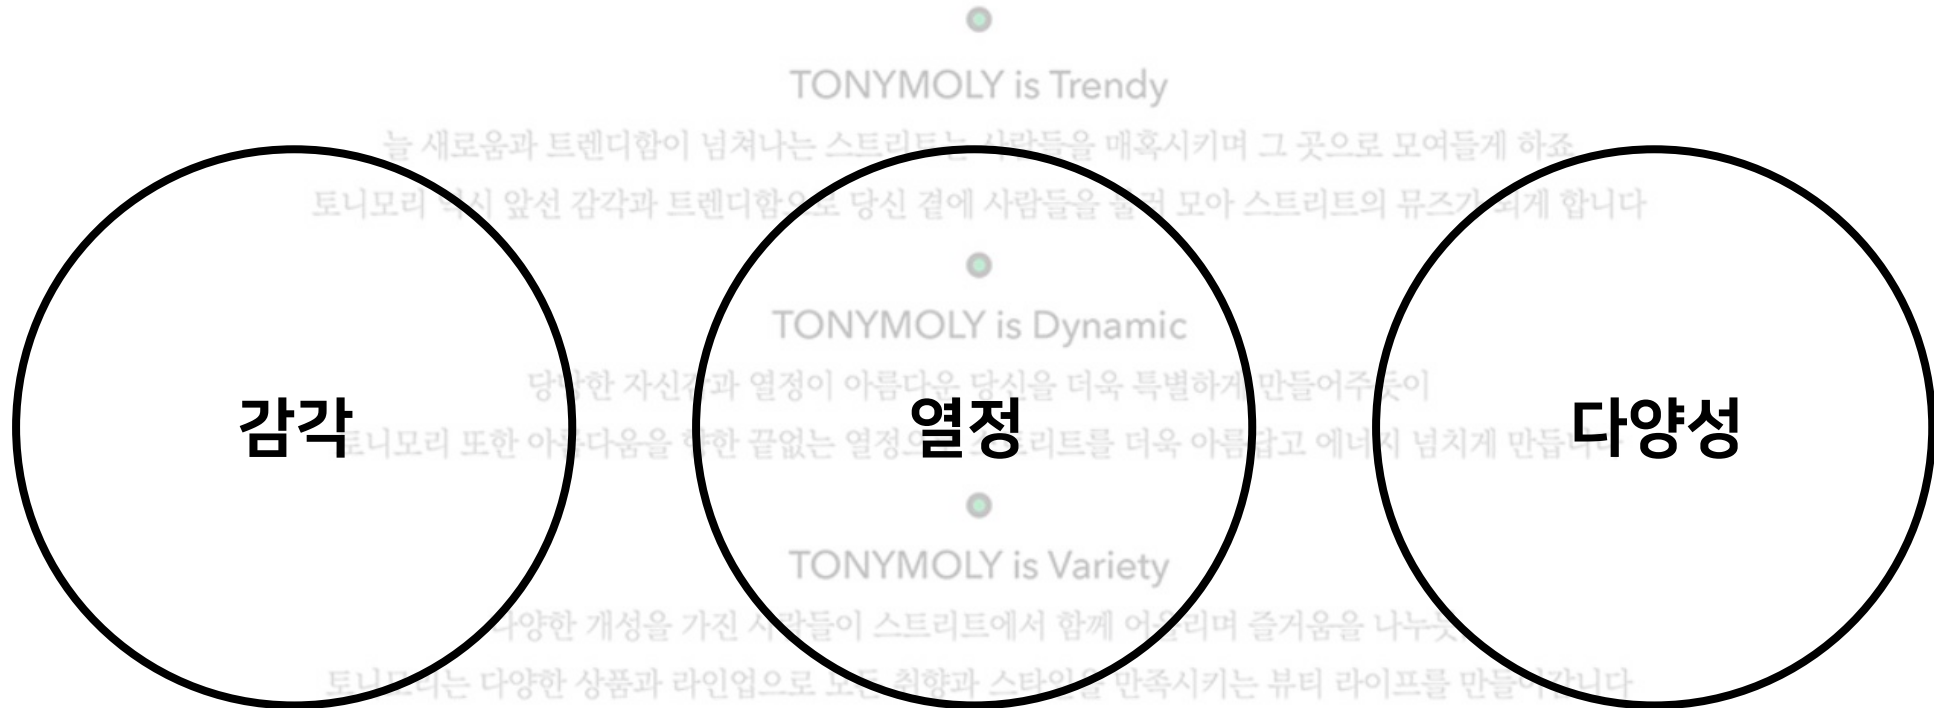 TONYMOLY is Trendy
늘 새로움과 트렌디함이 넘쳐나는 스트리트는 사람들을 매혹시키며 그 곳으로 모여들게 하죠
토니모리 역시 앞선 감각과 트렌디함으로 당신 곁에 사람들을 모아 스트리트의 뮤즈가 되게 합니다
TONYMOLY is Dynamic
당당한 자신감과 열정이 아름다운 당신을 더욱 특별하게 만들어주듯이
감각 열정 다양성
토니모리 또한 아름다움을 향한 끝없는 열정으로 스트리트를 더욱 아름답고 에너지 넘치게 만듭니다
TONYMOLY is Variety
다양한 개성을 가진 사람들이 스트리트에서 함께 어울리며 즐거움을 나누듯
토니모리는 다양한 상품과 라인업으로 모든 취향과 스타일을 만족시키는 뷰티 라이프를 만들어갑니다